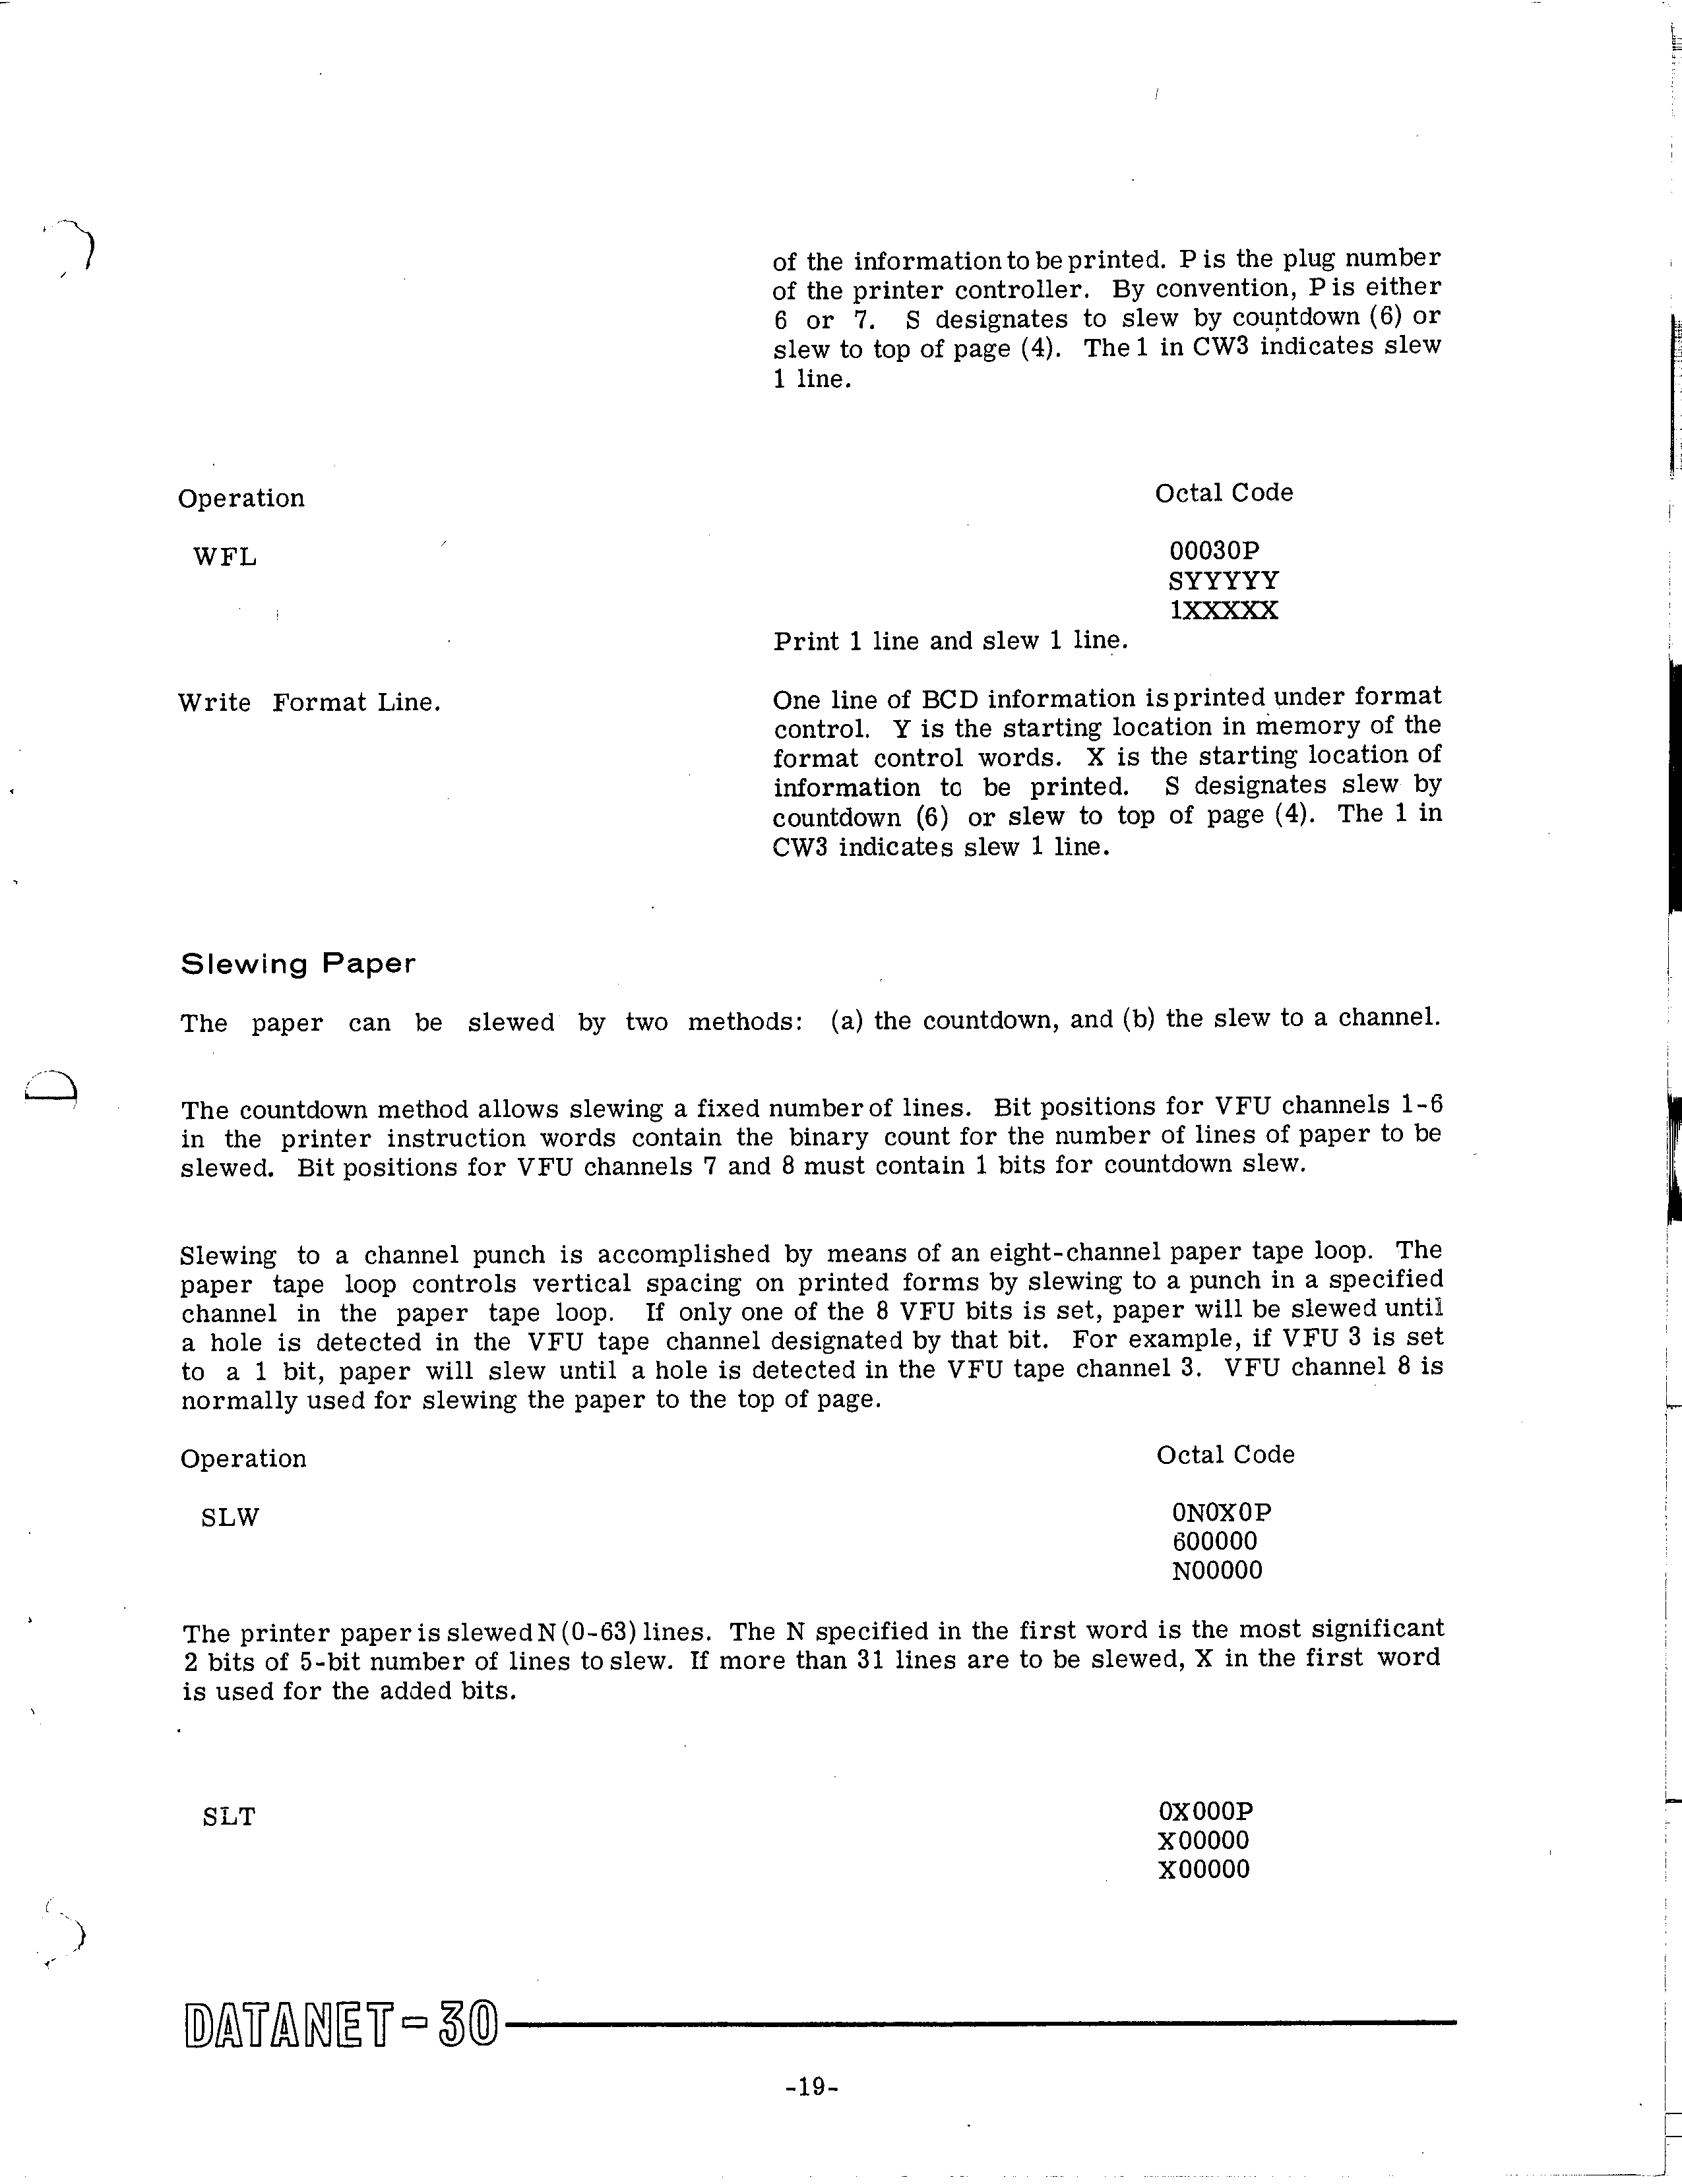 of the information to be printed. P is the plug number
of the printer controller. By convention, P is either
6 or 7. S designates to slew by countdown (6) or
slew to top of page (4). The 1 in CW3 indicates slew
1 line.
Operation Octal Code
WFL 00030P
SYYYYY
1XXXXX
Print 1 line and slew 1 line.
Write Format Line. One line of BCD information is printed under format
control. Y is the starting location in memory of the
format control words. X is the starting location of
information to be printed. S designates slew by
countdown (6) or slew to top of page (4). The 1 in
CW3 indicates slew 1 line.
Slewing Paper
The paper can be slewed by two methods: (a) the countdown, and (b) the slew to a channel.
The countdown method allows slewing a fixed number of lines. Bit positions for VFU channels 1-6
in the printer instruction words contain the binary count for the number of lines of paper to be
slewed. Bit positions for VFU channels 7 and 8 must contain 1 bits for countdown slew.
Slewing to a channel punch is accomplished by means of an eight-channel paper tape loop. The
paper tape loop controls vertical spacing on printed forms by slewing to a punch in a specified
channel in the paper tape loop. If only one of the 8 VFU bits is set, paper will be slewed until
a hole is detected in the VFU tape channel designated by that bit. For example, if VFU 3 is set
to a 1 bit, paper will slew until a hole is detected in the VFU tape channel 3. VFU channel 8 is
normally used for slewing the paper to the top of page.
Operation Octal Code
SLW 0N0X0P
600000
N00000
The printer paper is slewed N (0-63) lines. The N specified in the first word is the most significant
2 bits of 5-bit number of lines to slew. If more than 31 lines are to be slewed, X in the first word
is used for the added bits.
SLT 0X000P
X00000
X00000
DATANET-30
-19-